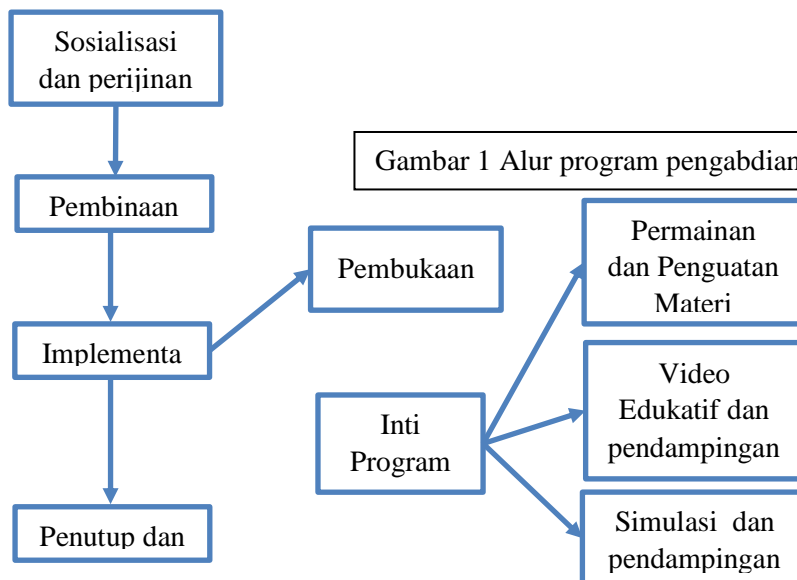 Sosialisasi
dan perijinan
Gambar 1 Alur program pengabdian
Pembinaan
Pembukaan
Permainan
dan Penguatan
Materi
Implementa
Video
Edukatif dan
pendampingan
Inti
Program
Penutup dan
Simulasi dan
pendampingan